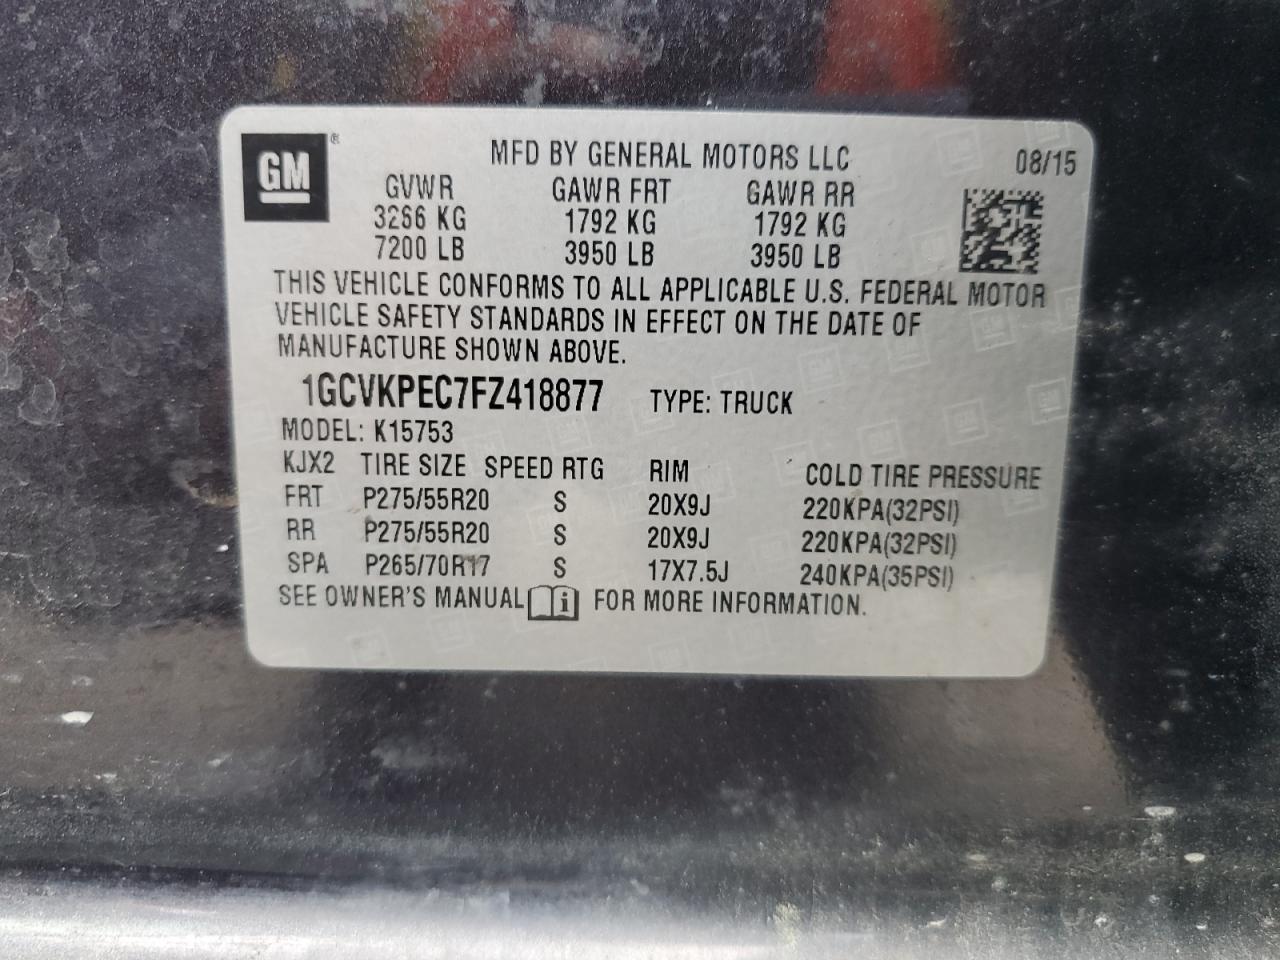 GM ® MFD BY GENERAL MOTORS LLC 08/15
GVWR GAWR FRT GAWR RR
3266 KG 1792 KG 1792 KG
7200 LB 3950 LB 3950 LB
THIS VEHICLE CONFORMS TO ALL APPLICABLE U.S. FEDERAL MOTOR
VEHICLE SAFETY STANDARDS IN EFFECT ON THE DATE OF
MANUFACTURE SHOWN ABOVE.
1GCVKPEC7FZ418877 TYPE: TRUCK
MODEL: K15753
KJX2 TIRE SIZE SPEED RTG RIM COLD TIRE PRESSURE
FRT P275/55R20 S 20X9J 220KPA(32PSI)
RR P275/55R20 S 20X9J 220KPA(32PSI)
SPA P265/70R17 S 17X7.5J 240KPA(35PSI)
SEE OWNER'S MANUAL i FOR MORE INFORMATION.